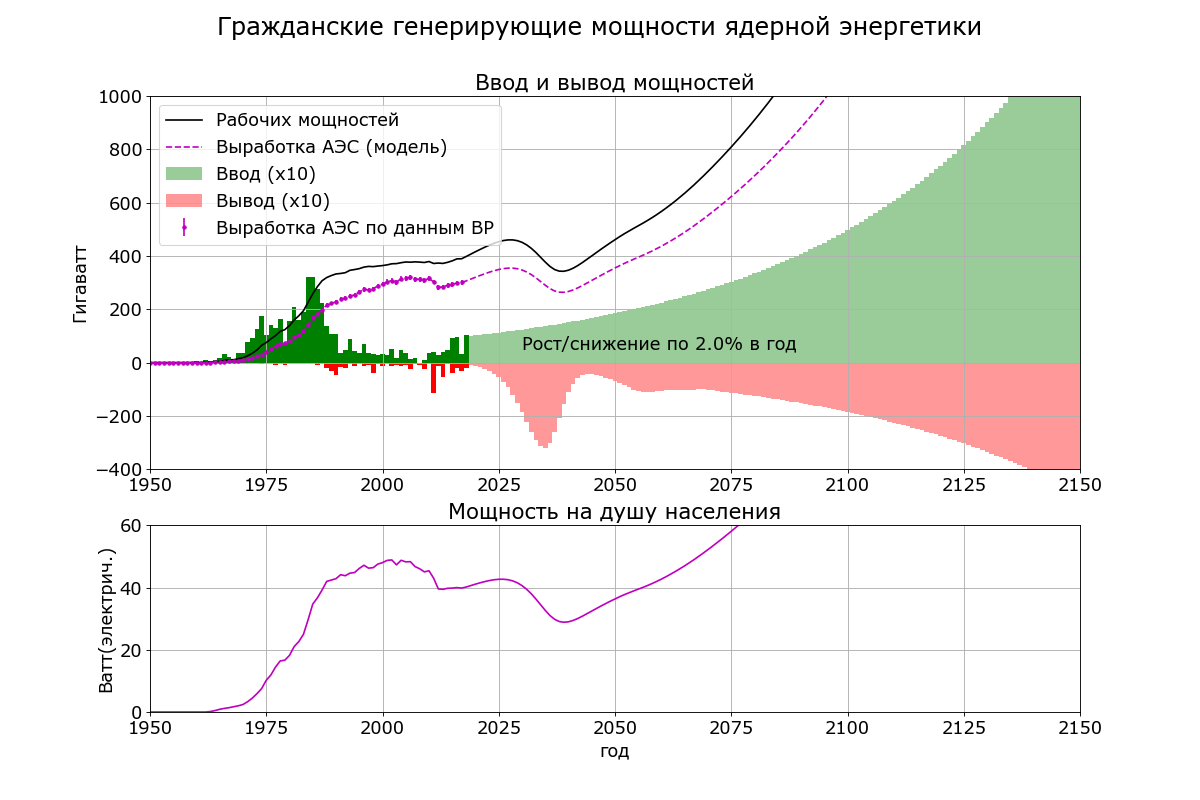 Гражданские генерирующие мощности ядерной энергетики
Ввод и вывод мощностей
Гигаватт
1000
800
600
400
200
0
−200
−400
Рабочих мощностей
Выработка АЭС (модель)
Ввод (x10)
Вывод (x10)
Выработка АЭС по данным BP
Рост/снижение по 2.0% в год
1950 1975 2000 2025 2050 2075 2100 2125 2150
Мощность на душу населения
Ватт(электрич.)
60
40
20
0
1950 1975 2000 2025 2050 2075 2100 2125 2150
год